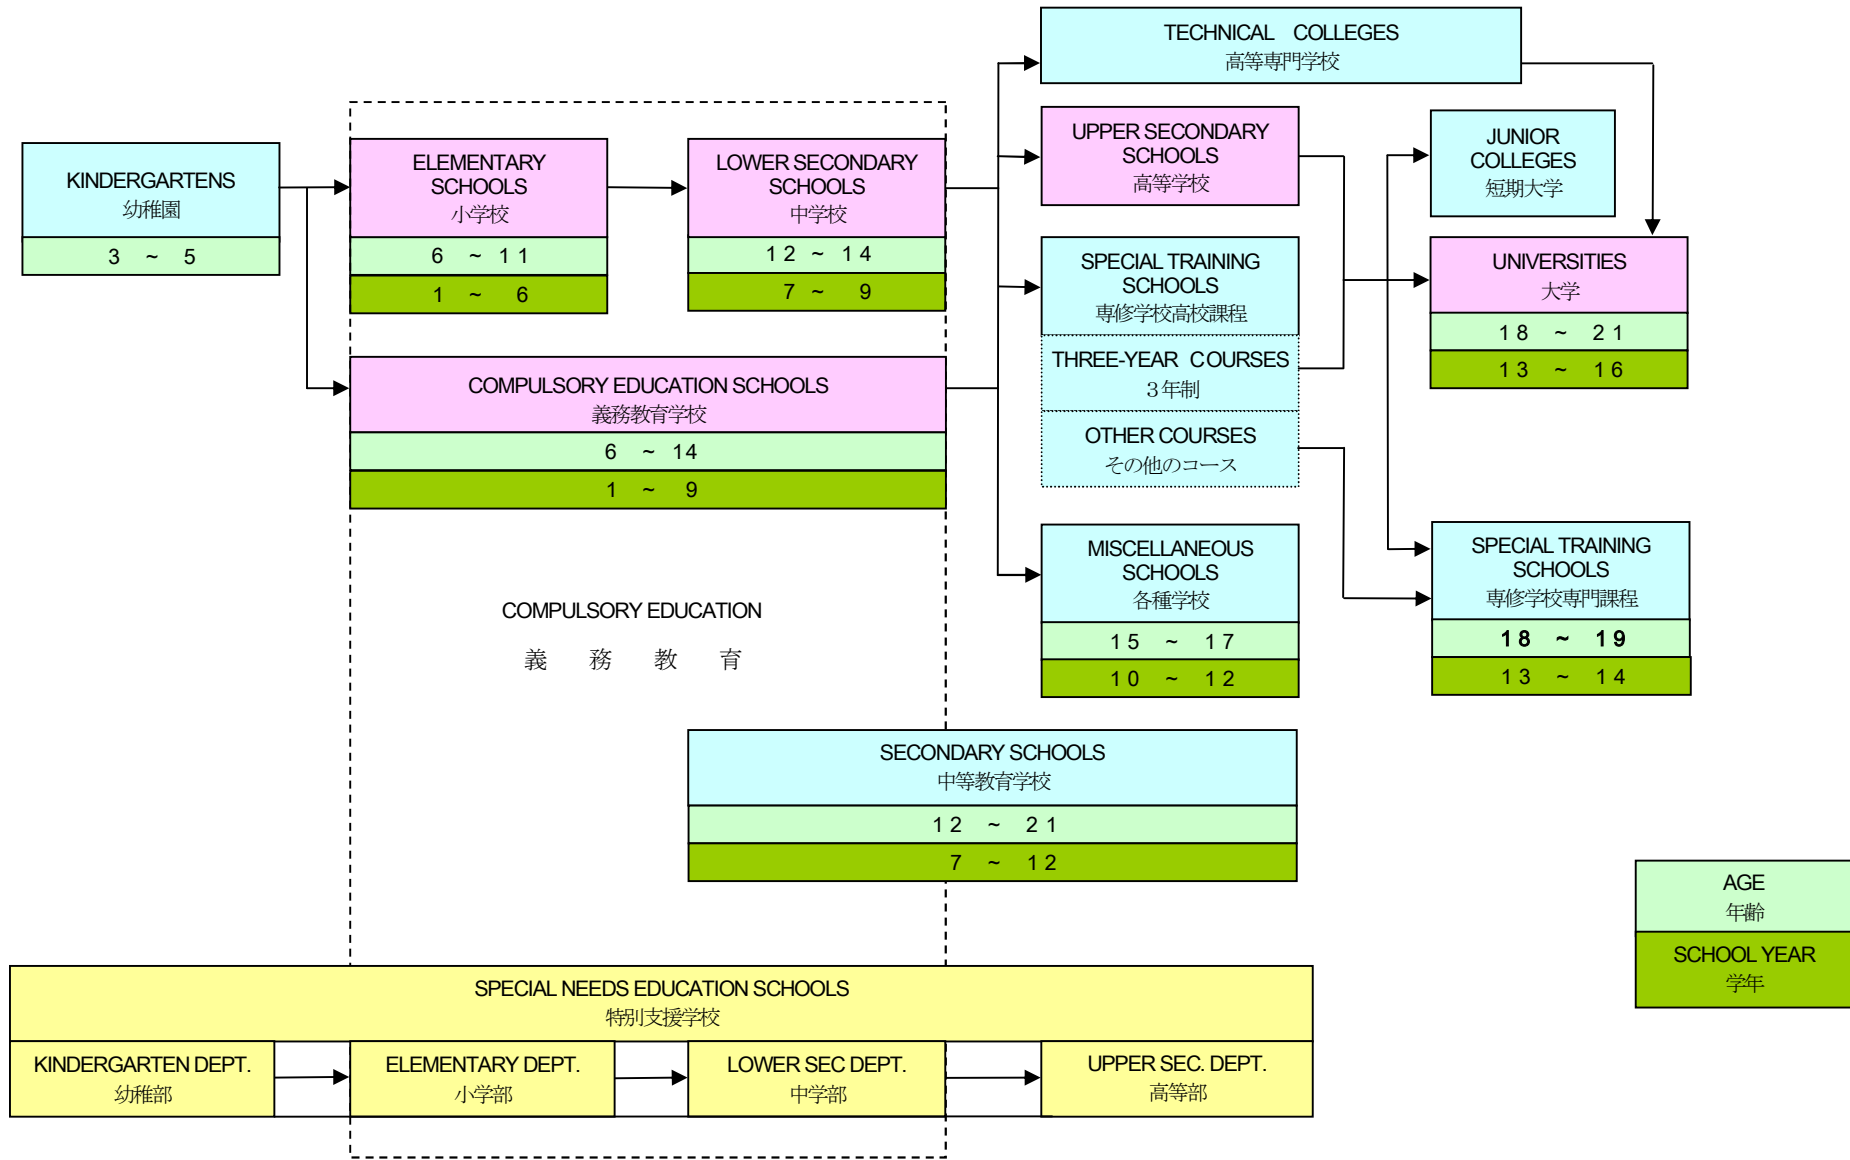 TECHNICAL COLLEGES
高等専門学校
KINDERGARTENS
幼稚園
3 ~ 5
ELEMENTARY
SCHOOLS
小学校
6 ~ 11
1 ~ 6
LOWER SECONDARY
SCHOOLS
中学校
12 ~ 14
7 ~ 9
COMPULSORY EDUCATION SCHOOLS
義務教育学校
6 ~ 14
1 ~ 9
COMPULSORY EDUCATION
義 務 教 育
UPPER SECONDARY
SCHOOLS
高等学校
SPECIAL TRAINING
SCHOOLS
専修学校高校課程
THREE-YEAR COURSES
3年制
OTHER COURSES
その他のコース
MISCELLANEOUS
SCHOOLS
各種学校
15 ~ 17
10 ~ 12
JUNIOR
COLLEGES
短期大学
UNIVERSITIES
大学
18 ~ 21
13 ~ 16
SPECIAL TRAINING
SCHOOLS
専修学校専門課程
18 ~ 19
13 ~ 14
SECONDARY SCHOOLS
中等教育学校
12 ~ 21
7 ~ 12
AGE
年齢
SCHOOL YEAR
学年
SPECIAL NEEDS EDUCATION SCHOOLS
特別支援学校
KINDERGARTEN DEPT.
幼稚部
ELEMENTARY DEPT.
小学部
LOWER SEC DEPT.
中学部
UPPER SEC. DEPT.
高等部